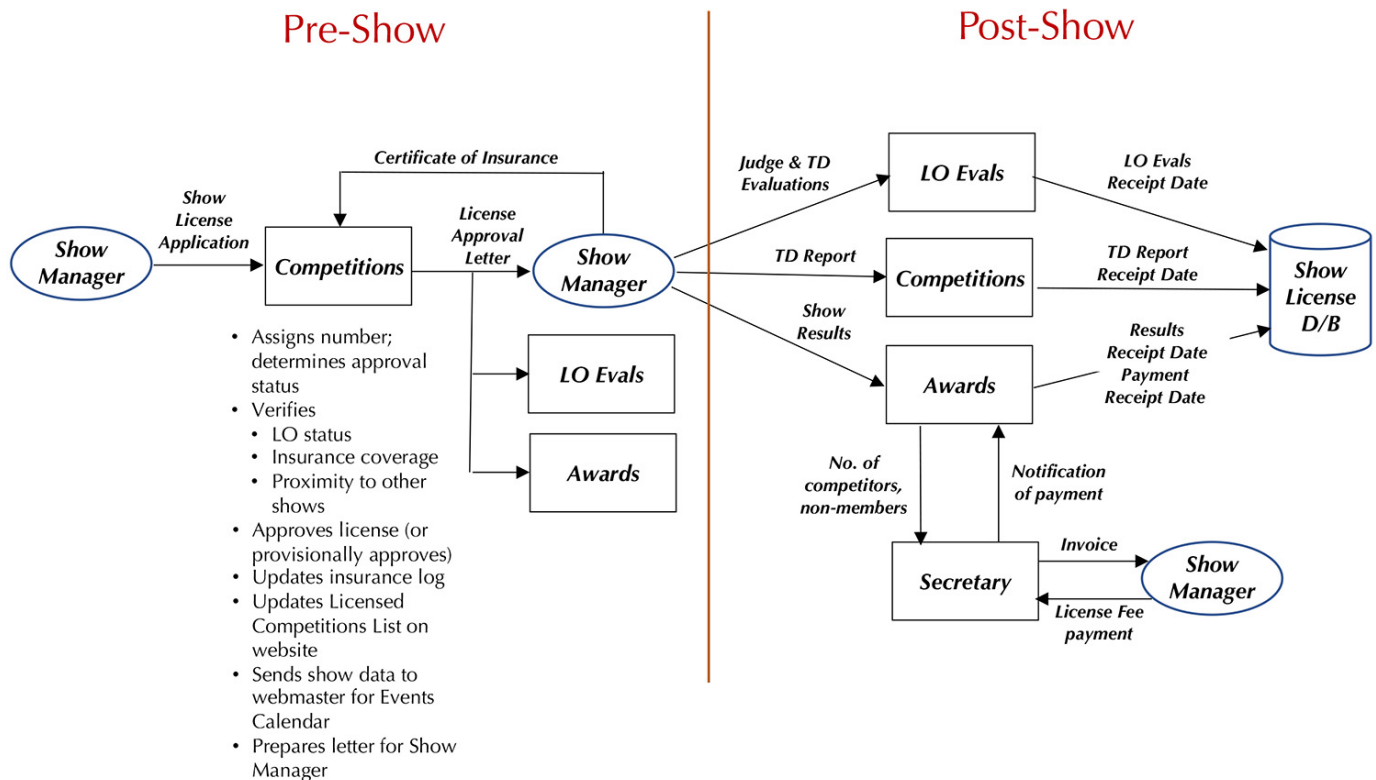 Pre-Show
Post-Show
Certificate of Insurance
Show
License
Application
License
Approval
Letter
Show
Manager
Competitions
Show
Manager
• Assigns number;
determines approval
status
• Verifies
• LO status
• Insurance coverage
• Proximity to other
shows
• Approves license (or
provisionally approves)
• Updates insurance log
• Updates Licensed
Competitions List on
website
• Sends show data to
webmaster for Events
Calendar
• Prepares letter for Show
Manager
LO Evals
Awards
Judge & TD
Evaluations
LO Evals
LO Evals
Receipt Date
TD Report
Competitions
TD Report
Receipt Date
Show
License
D/B
Show
Results
Awards
Results
Receipt Date
Payment
Receipt Date
No. of
competitors,
non-members
Notification
of payment
Secretary
Invoice
Show
Manager
License Fee
payment